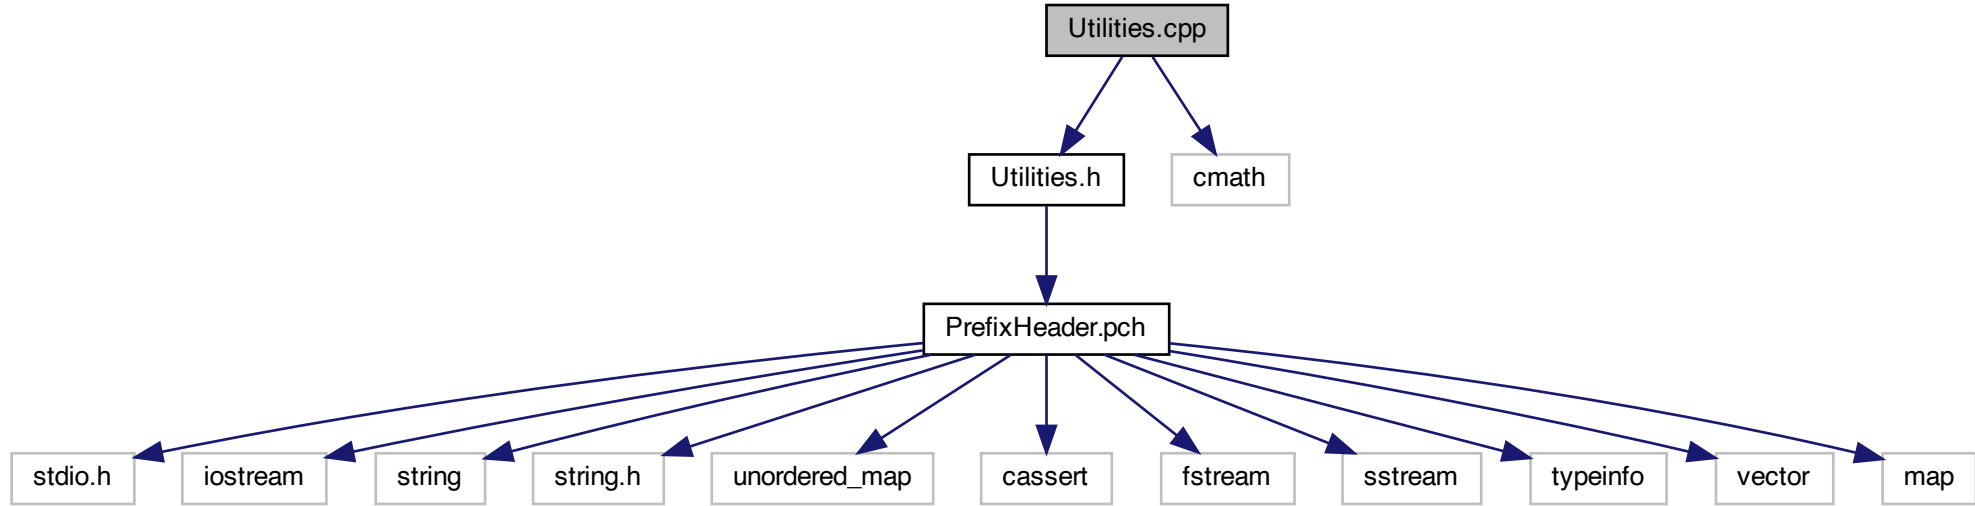 Utilities.cpp
Utilities.h
cmath
PrefixHeader.pch
stdio.h
iostream
string
string.h
unordered_map
cassert
fstream
sstream
typeinfo
vector
map